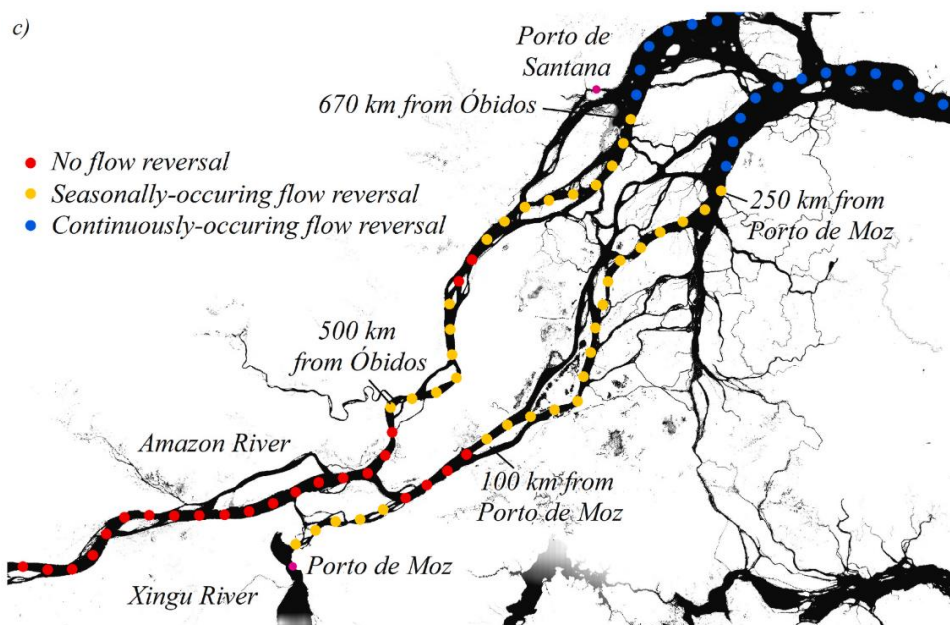 c)
Porto de
Santana
670 km from Óbidos
No flow reversal
Seasonally-occuring flow reversal
Continuously-occuring flow reversal
250 km from
Porto de Moz
500 km
from Óbidos
Amazon River
100 km from
Porto de Moz
Porto de Moz
Xingu River